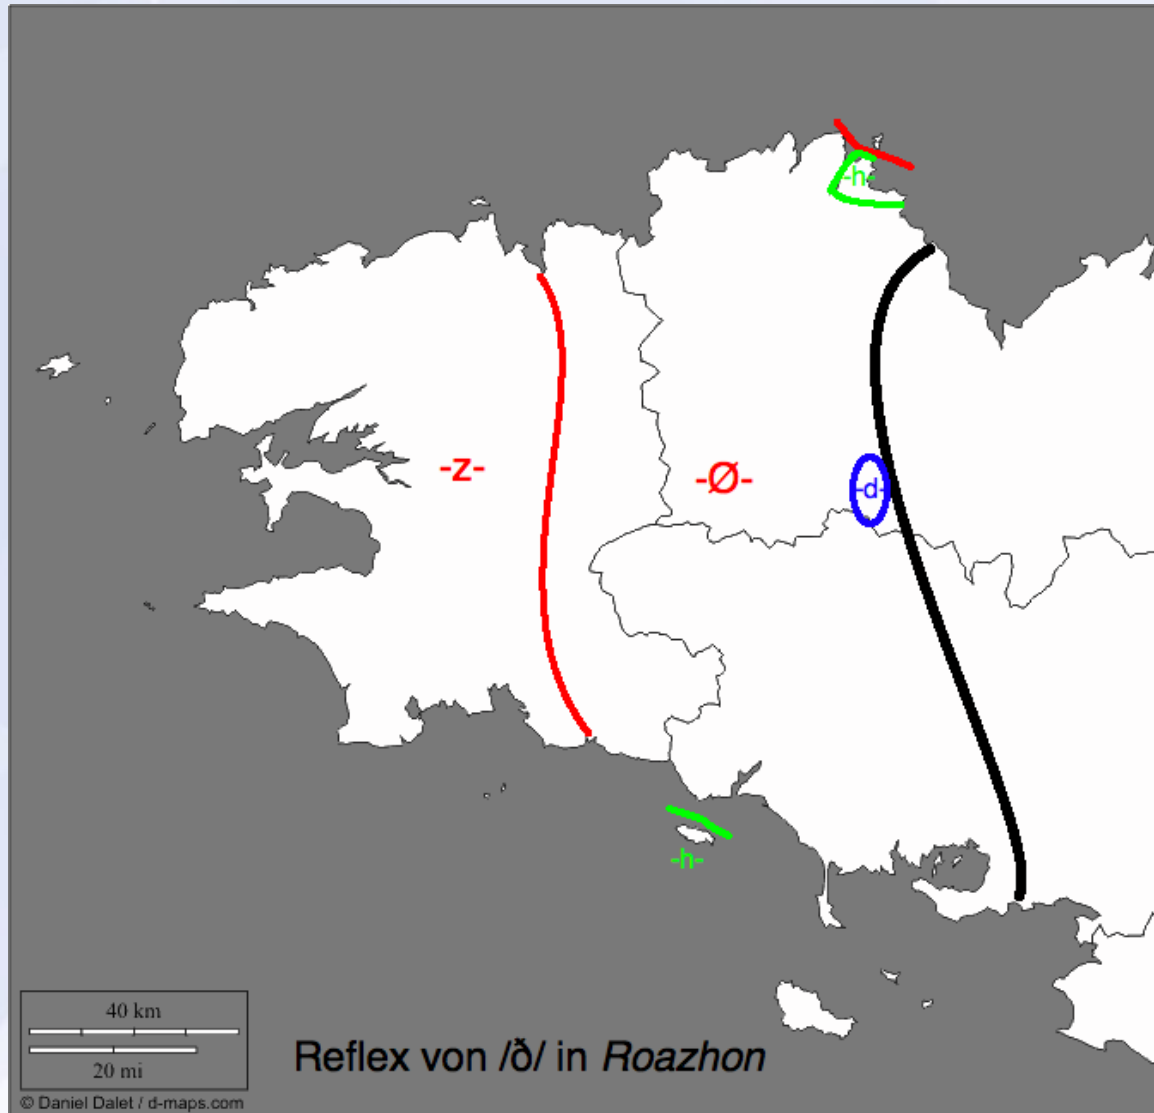 -h-
-z-
-Ø-
-d-
-h-
40 km
20 mi
Reflex von /ð/ in Roazhon
© Daniel Dalet / d-maps.com